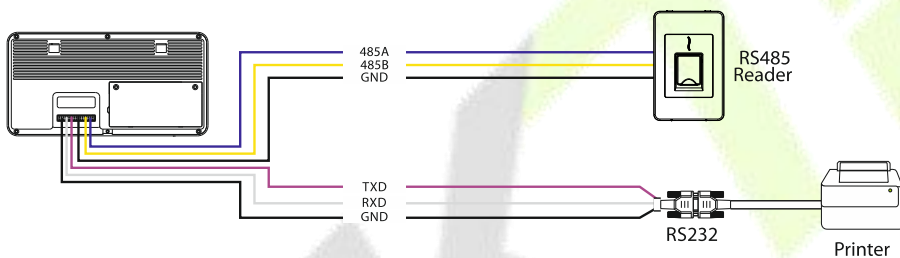 485A
485B
GND
RS485
Reader
TXD
RXD
GND
RS232
Printer